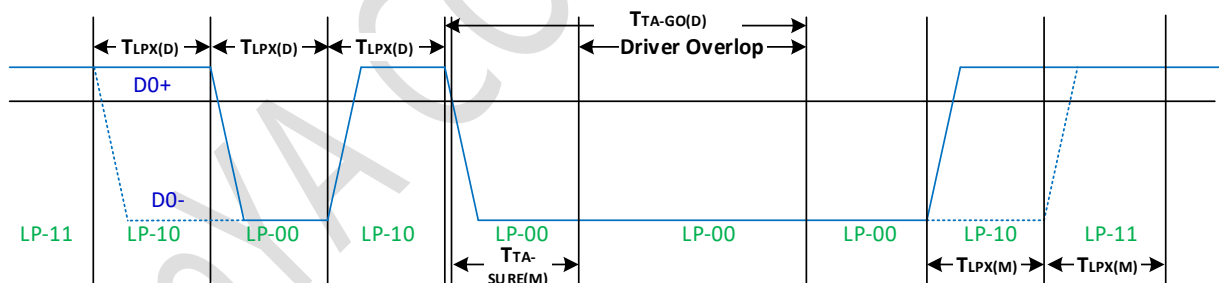 TTA-GO(D)
TLPX(D) TLPX(D) TLPX(D) Driver Overlop
D0+
D0-
LP-11 LP-10 LP-00 LP-10 LP-00 LP-00 LP-00 LP-10 LP-11
TTA-
SURE(M)
TLPX(M) TLPX(M)